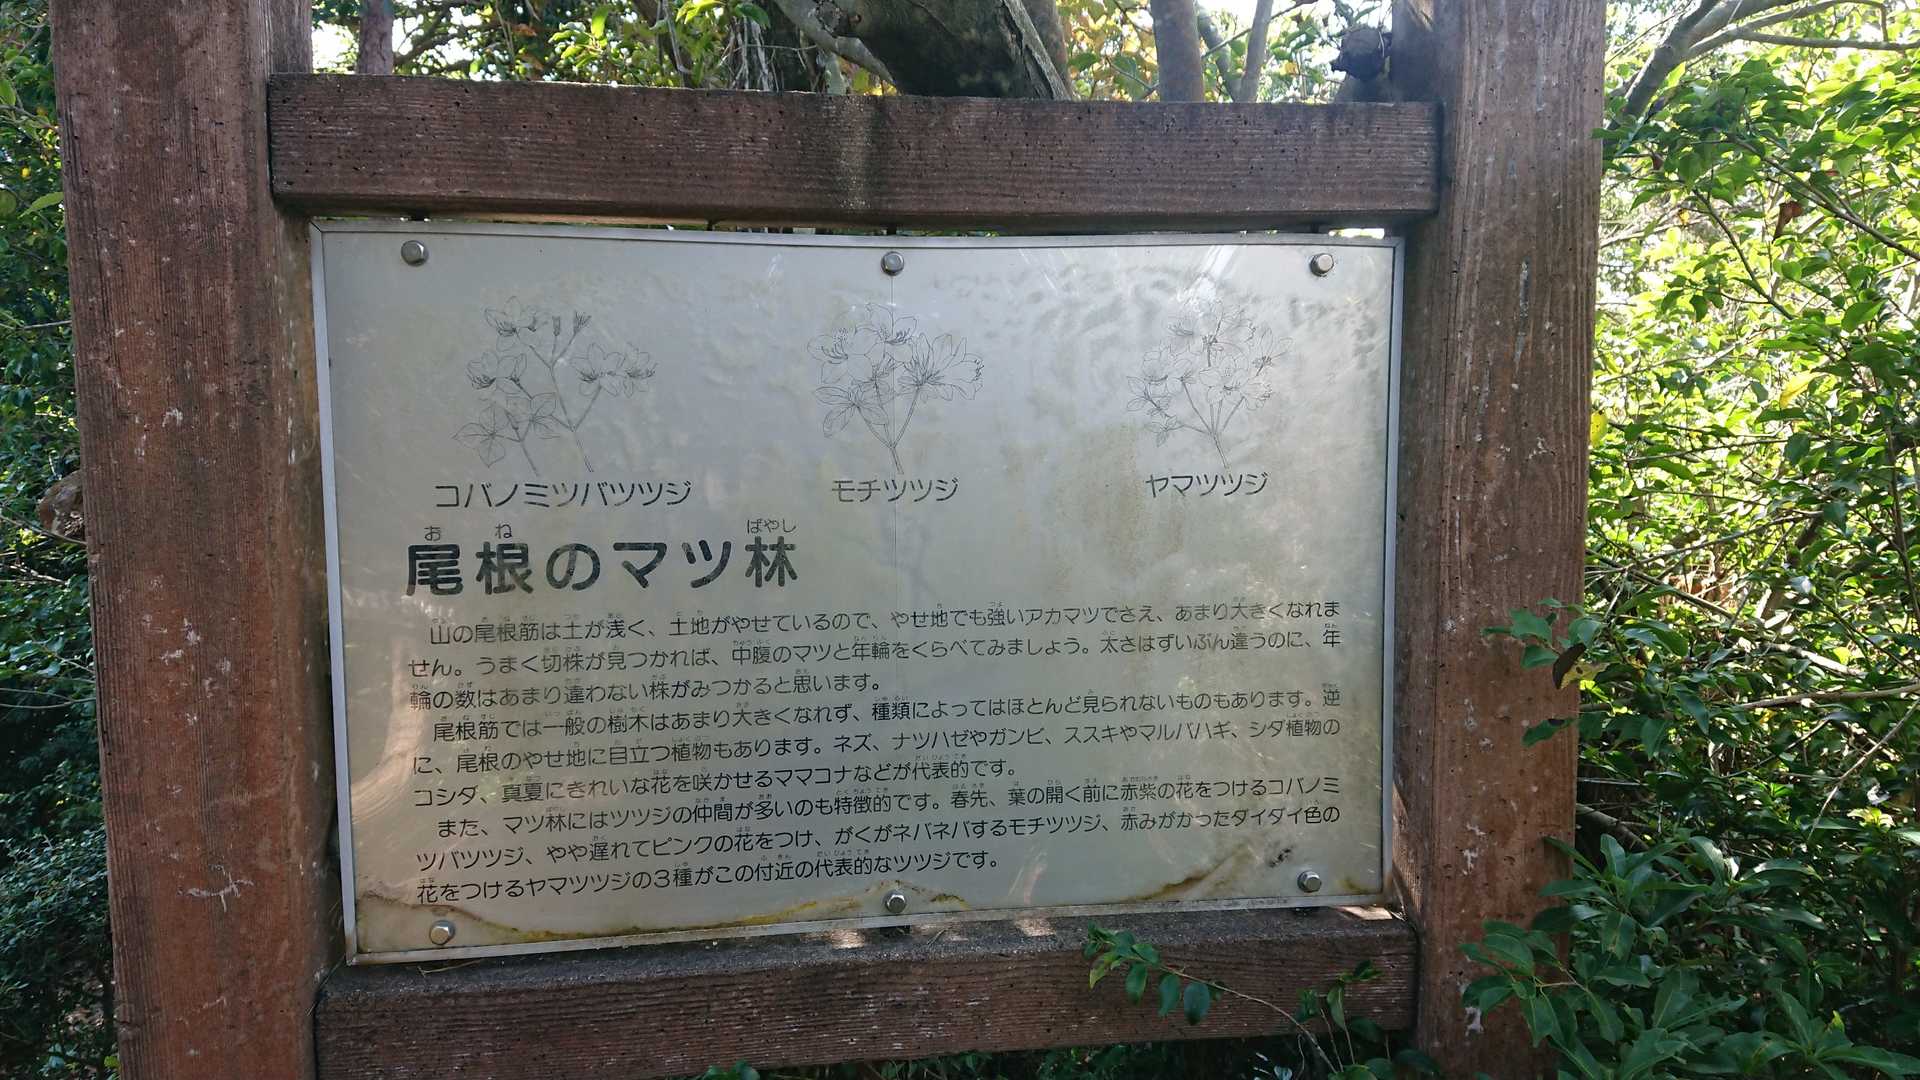 コバノミツバツツジ
モチツツジ
ヤマツツジ
尾根のマツ林
山の尾根筋は土が浅く、土地がやせているので、やせ地でも強いアカマツでさえ、あまり大きくなれま
せん。うまく切株が見つかれば、中腹のマツと年輪をくらべてみましょう。太さはずいぶん違うのに、年
輪の数はあまり違わない株がみつかると思います。
尾根筋では一般の樹木はあまり大きくなれず、種類によってはほとんど見られないものもあります。逆
に、尾根のやせ地に目立つ植物もあります。ネズ、ナツハゼやガンピ、ススキやマルバハギ、シダ植物の
コシダ、真夏にきれいな花を咲かせるママコナなどが代表的です。
また、マツ林にはツツジの仲間が多いのも特徴的です。春先、葉の開く前に赤紫の花をつけるコバノミ
ツバツツジ、やや遅れてピンクの花をつけ、がくがネバネバするモチツツジ、赤みがかったダイダイ色の
花をつけるヤマツツジの3種がこの付近の代表的なツツジです。